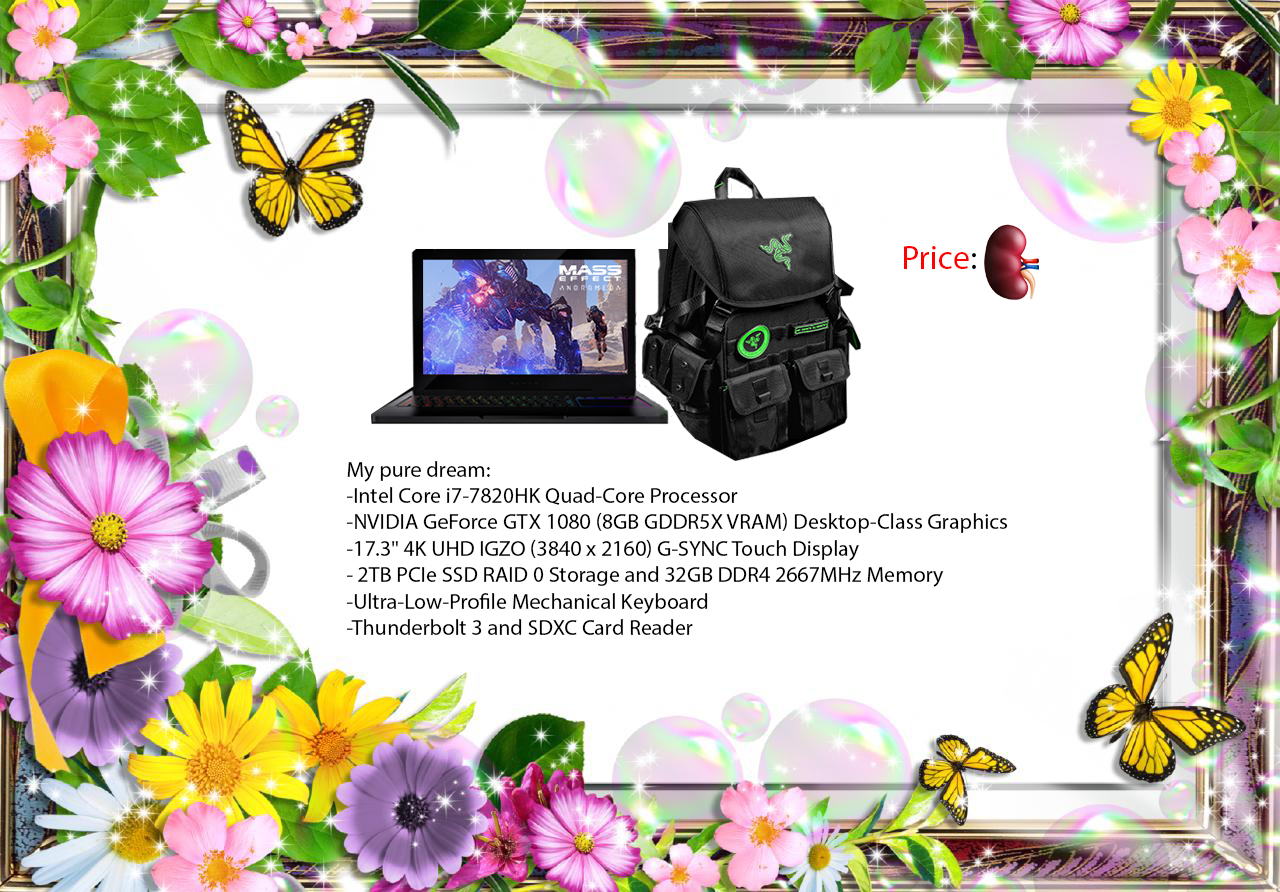 MASS
EFFECT
ANDROMEDA
Price:
My pure dream:
-Intel Core i7-7820HK Quad-Core Processor
-NVIDIA GeForce GTX 1080 (8GB GDDR5X VRAM) Desktop-Class Graphics
-17.3" 4K UHD IGZO (3840 x 2160) G-SYNC Touch Display
- 2TB PCIe SSD RAID 0 Storage and 32GB DDR4 2667MHz Memory
-Ultra-Low-Profile Mechanical Keyboard
-Thunderbolt 3 and SDXC Card Reader